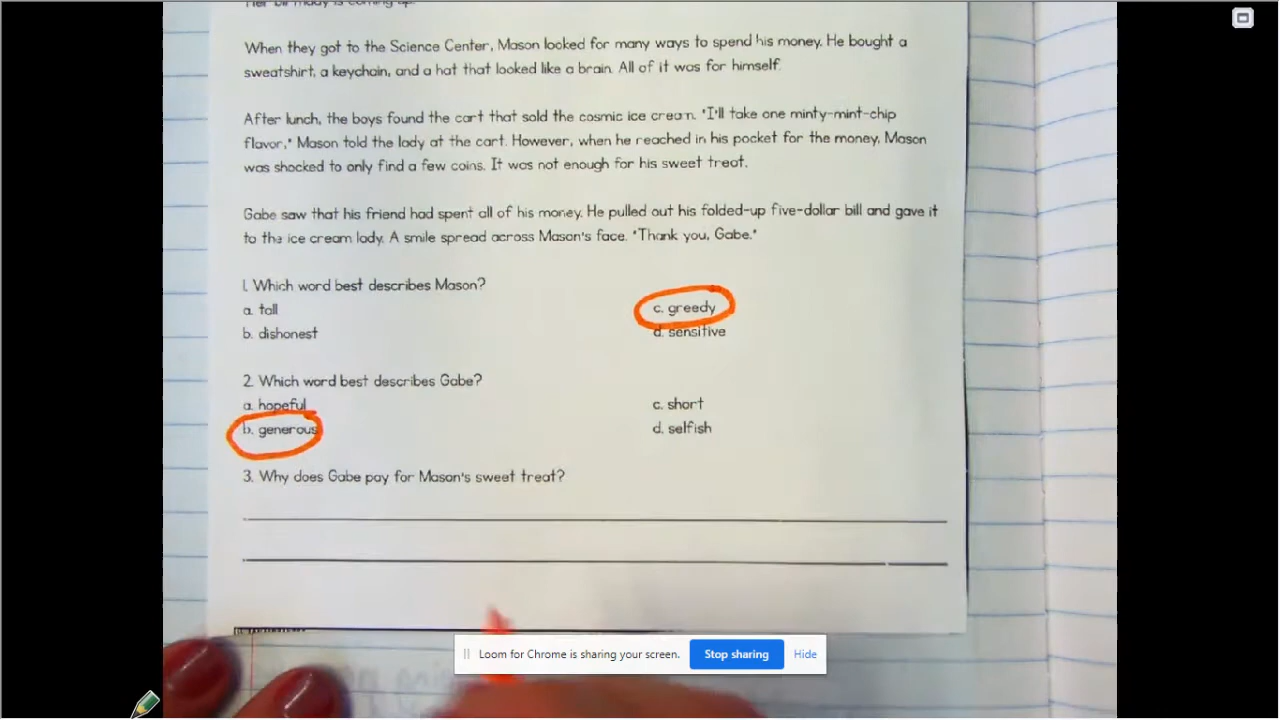 Her birthday is coming up.
When they got to the Science Center, Mason looked for many ways to spend his money. He bought a
sweatshirt, a keychain, and a hat that looked like a brain. All of it was for himself.
After lunch, the boys found the cart that sold the cosmic ice cream. "I'll take one minty-mint-chip
flavor," Mason told the lady at the cart. However, when he reached in his pocket for the money, Mason
was shocked to only find a few coins. It was not enough for his sweet treat.
Gabe saw that his friend had spent all of his money. He pulled out his folded-up five-dollar bill and gave it
to the ice cream lady. A smile spread across Mason's face. "Thank you, Gabe."
1. Which word best describes Mason?
a. tall
b. dishonest
c. greedy
d. sensitive
2. Which word best describes Gabe?
a. hopeful
b. generous
c. short
d. selfish
3. Why does Gabe pay for Mason's sweet treat?
Loom for Chrome is sharing your screen.
Stop sharing
Hide